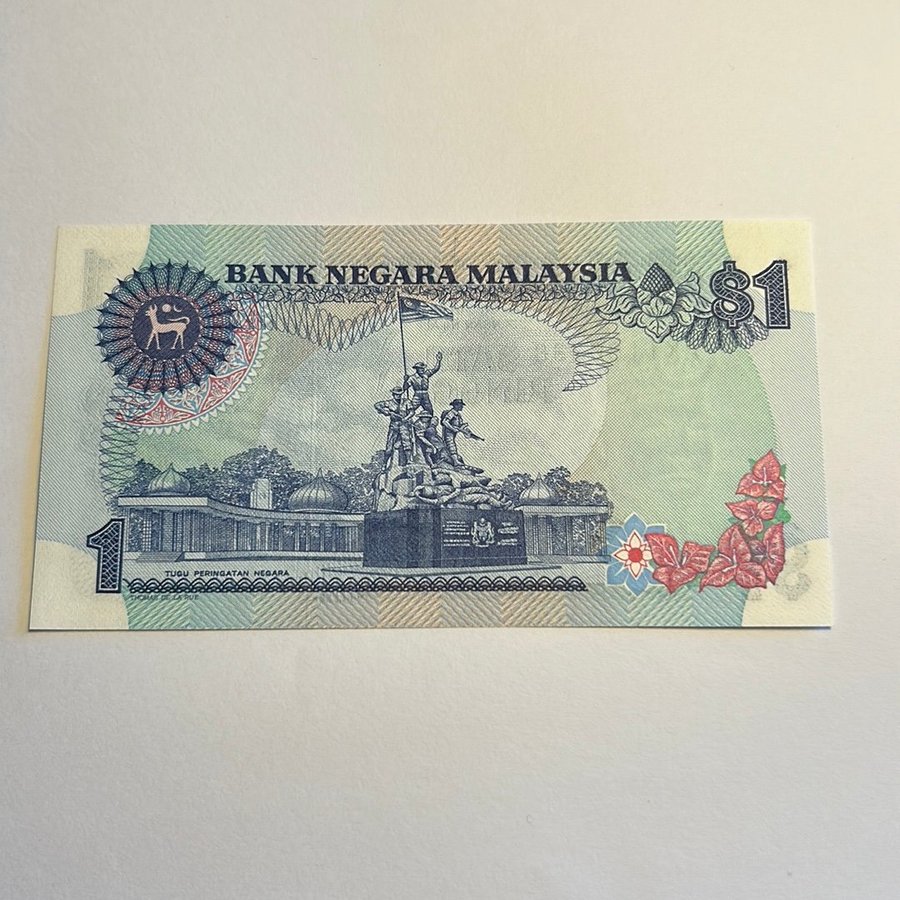 BANK NEGARA MALAYSIA
$1
1
TUGU PERINGATAN NEGARA
THOMAS DE LA RUE